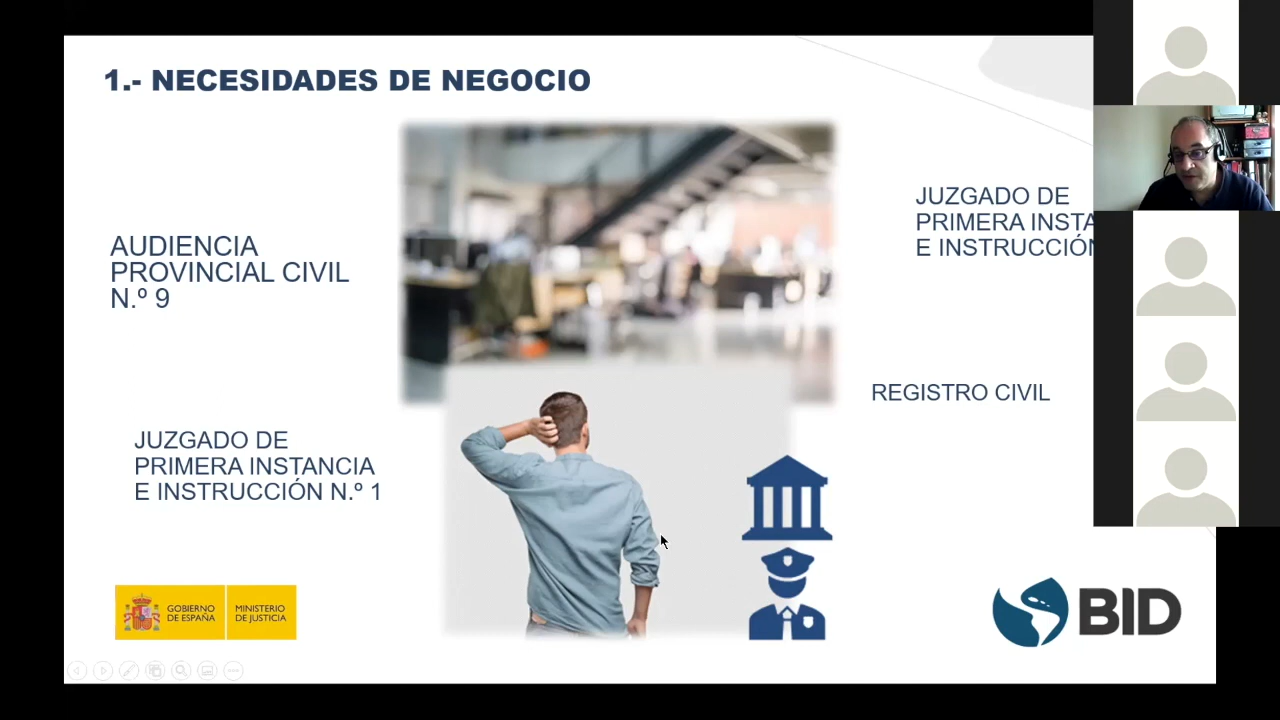 1.- NECESIDADES DE NEGOCIO
AUDIENCIA
PROVINCIAL CIVIL
N.º 9
JUZGADO DE
PRIMERA INSTA
E INSTRUCCIÓN
REGISTRO CIVIL
JUZGADO DE
PRIMERA INSTANCIA
E INSTRUCCIÓN N.º 1
GOBIERNO
DE ESPAÑA
MINISTERIO
DE JUSTICIA
BID